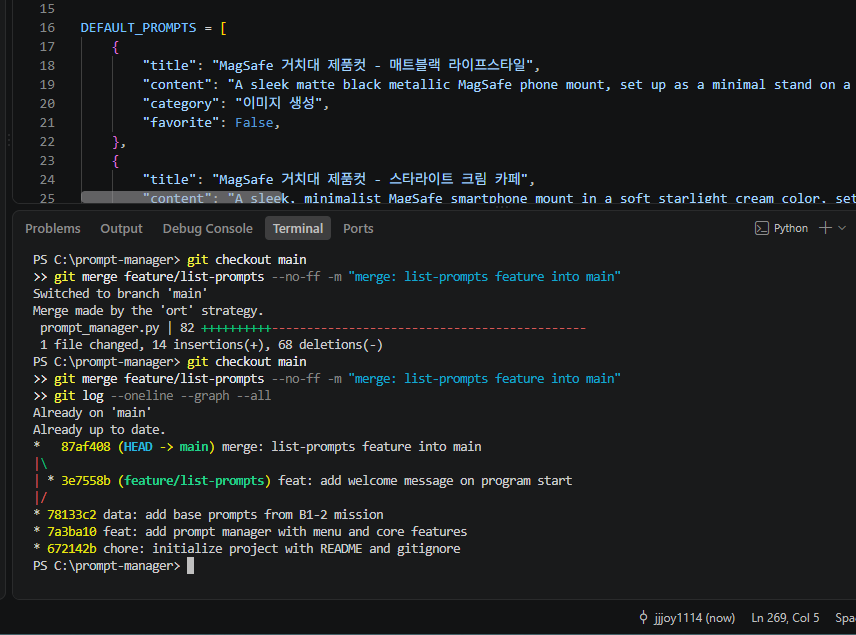 15
16 DEFAULT_PROMPTS = [
17 {
18 "title": "MagSafe 거치대 제품컷 - 매트블랙 라이프스타일",
19 "content": "A sleek matte black metallic MagSafe phone mount, set up as a minimal stand on a
20 "category": "이미지 생성",
21 "favorite": False,
22 },
23 {
24 "title": "MagSafe 거치대 제품컷 - 스타라이트 크림 카페",
25 "content": "A sleek, minimalist MagSafe smartphone mount in a soft starlight cream color, set
Problems Output Debug Console Terminal Ports Python
PS C:\prompt-manager> git checkout main
>> git merge feature/list-prompts --no-ff -m "merge: list-prompts feature into main"
Switched to branch 'main'
Merge made by the 'ort' strategy.
prompt_manager.py | 82 ++++++++++--------------------------------------------
1 file changed, 14 insertions(+), 68 deletions(-)
PS C:\prompt-manager> git checkout main
>> git merge feature/list-prompts --no-ff -m "merge: list-prompts feature into main"
>> git log --oneline --graph --all
Already on 'main'
Already up to date.
*   87af408 (HEAD -> main) merge: list-prompts feature into main
|\
| * 3e7558b (feature/list-prompts) feat: add welcome message on program start
|/
* 78133c2 data: add base prompts from B1-2 mission
* 7a3ba10 feat: add prompt manager with menu and core features
* 672142b chore: initialize project with README and gitignore
PS C:\prompt-manager>
jjjoy1114 (now) Ln 269, Col 5 Spa